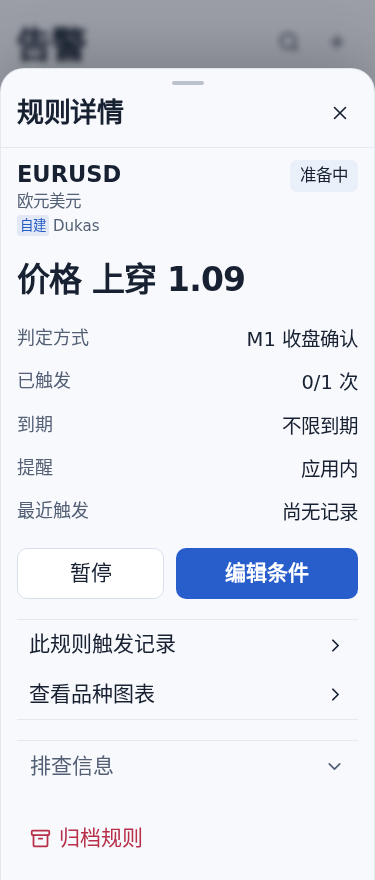 告警
规则详情
EURUSD
准备中
欧元美元
自建 Dukas
价格 上穿 1.09
判定方式
M1 收盘确认
已触发
0/1 次
到期
不限到期
提醒
应用内
最近触发
尚无记录
暂停
编辑条件
此规则触发记录
查看品种图表
排查信息
归档规则